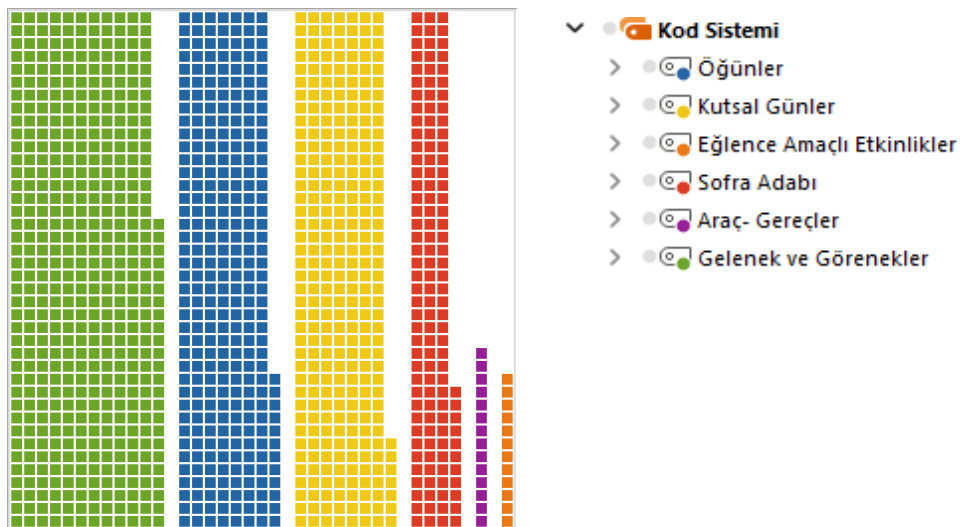 Kod Sistemi
Öğünler
Kutsal Günler
Eğlence Amaçlı Etkinlikler
Sofra Adabı
Araç- Gereçler
Gelenek ve Görenekler